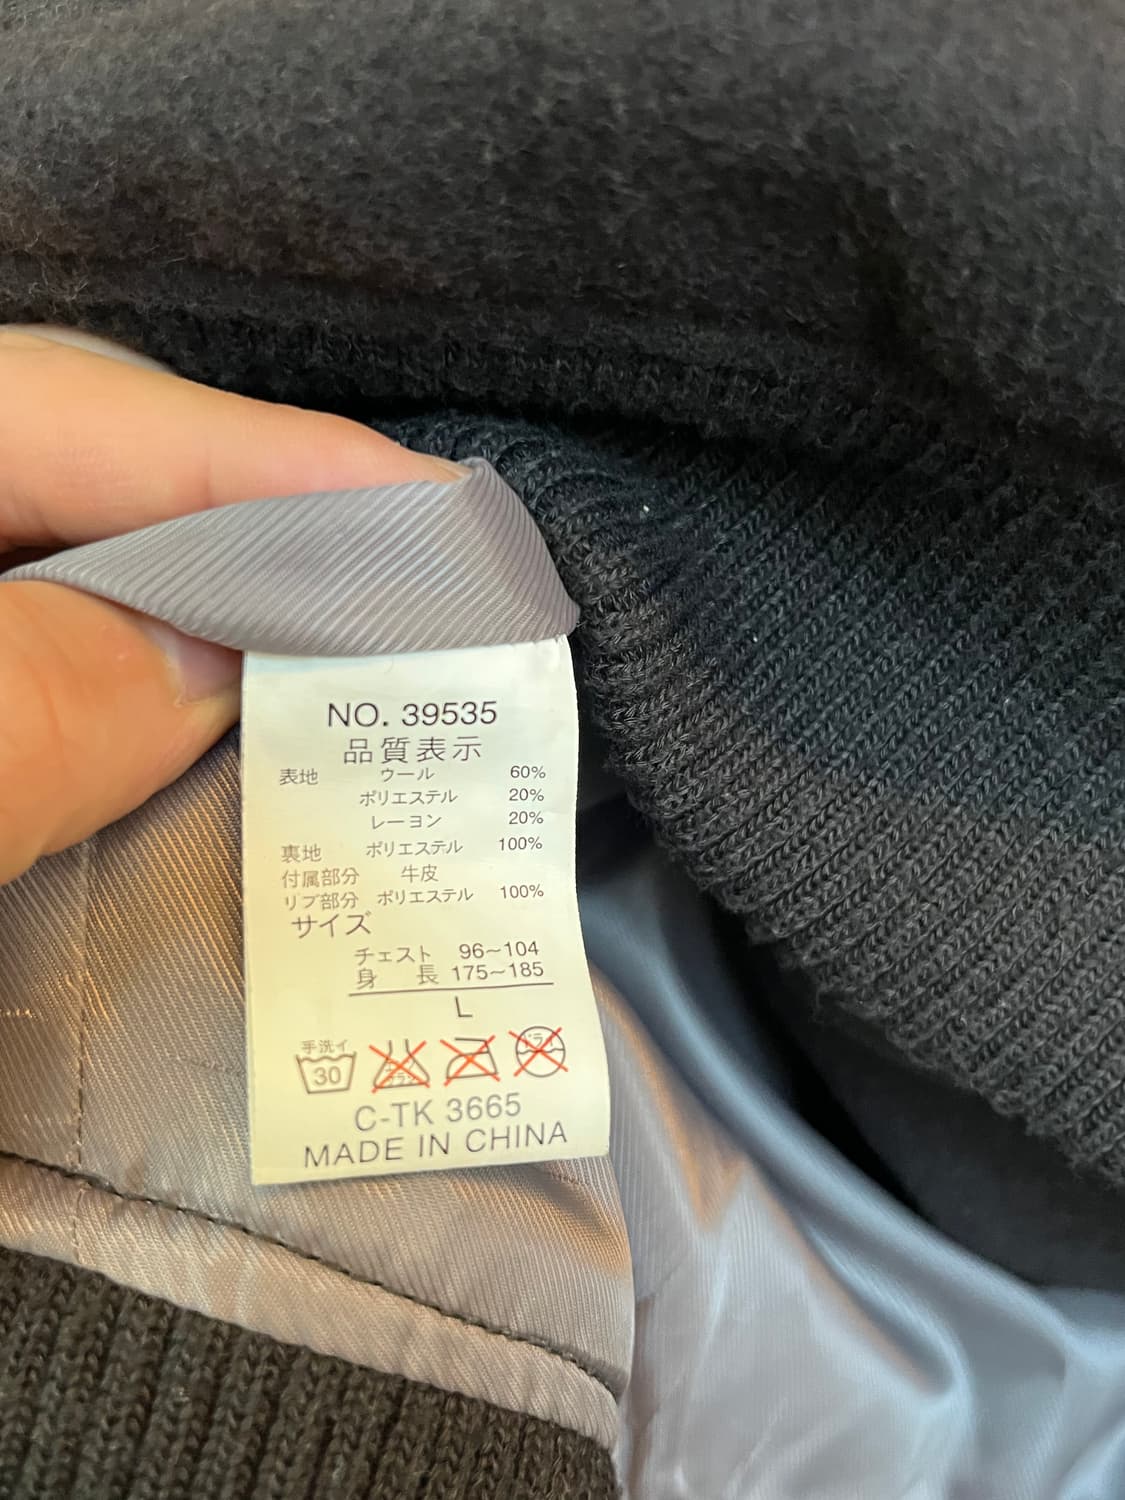 NO. 39535
品質表示
表地 ウール 60%
ポリエステル 20%
レーヨン 20%
裏地 ポリエステル 100%
付属部分 牛皮
リブ部分 ポリエステル 100%
サイズ
チェスト 96~104
身長 175~185
L
手洗イ
30
ドライ
C-TK 3665
MADE IN CHINA